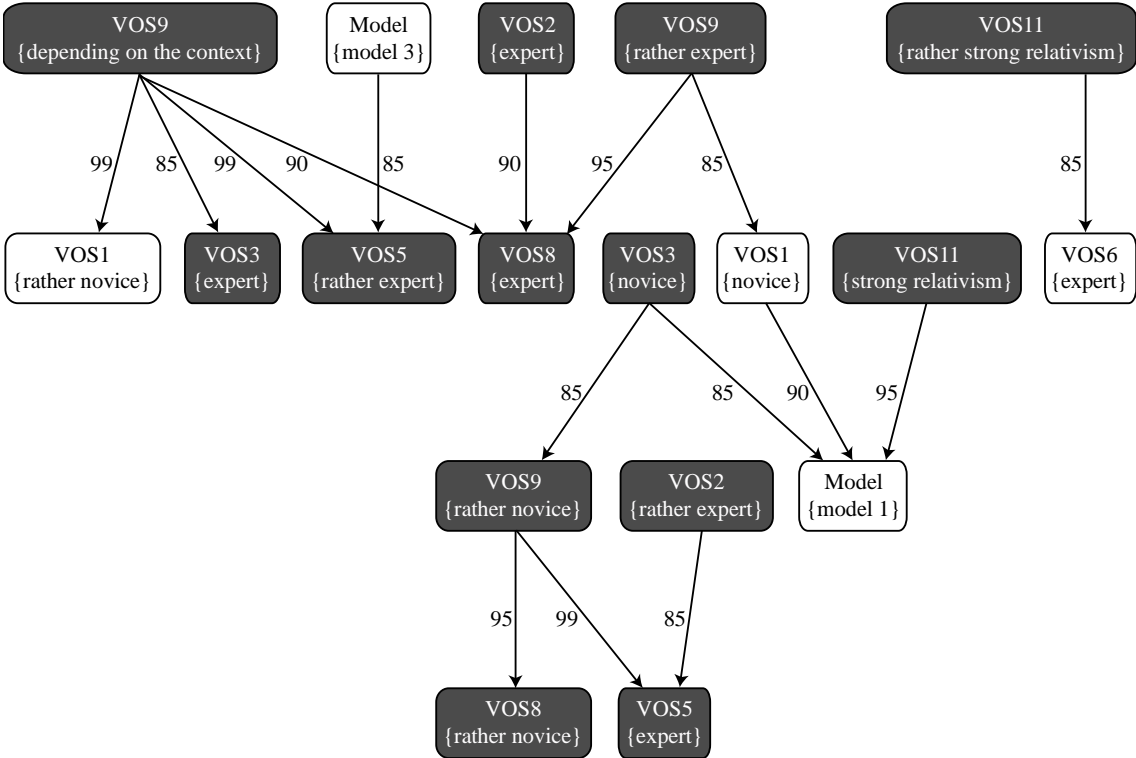 VOS9
{depending on the context}
Model
{model 3}
VOS2
{expert}
VOS9
{rather expert}
VOS11
{rather strong relativism}
99
85
99
90
85
90
95
85
85
VOS1
{rather novice}
VOS3
{expert}
VOS5
{rather expert}
VOS8
{expert}
VOS3
{novice}
VOS1
{novice}
VOS11
{strong relativism}
VOS6
{expert}
85
85
90
95
VOS9
{rather novice}
VOS2
{rather expert}
Model
{model 1}
95
99
85
VOS8
{rather novice}
VOS5
{expert}